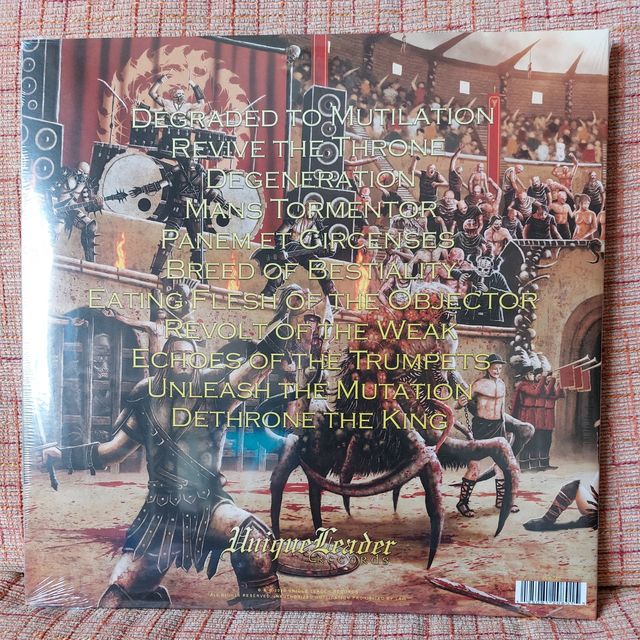 Degraded to Mutilation
Revive the Throne
Degeneration
Mans Tormentor
Panem et Circenses
Breed of Bestiality
Eating Flesh of the Objector
Revolt of the Weak
Echoes of the Trumpets
Unleash the Mutation
Dethrone the King
Unique Leader
Records